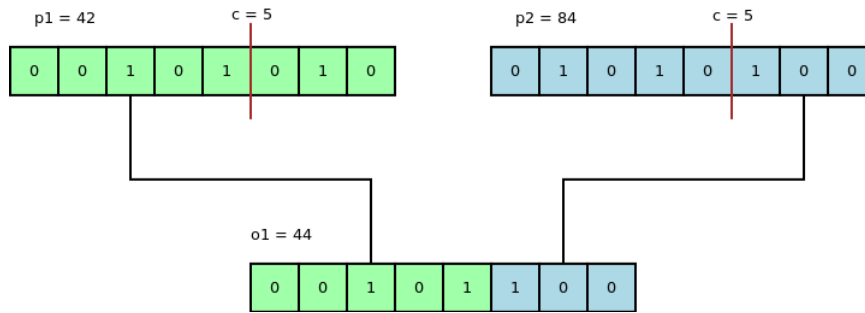 p1 = 42
c = 5
p2 = 84
c = 5
0 0 1 0 1 0 1 0
0 1 0 1 0 1 0 0
o1 = 44
0 0 1 0 1 1 0 0